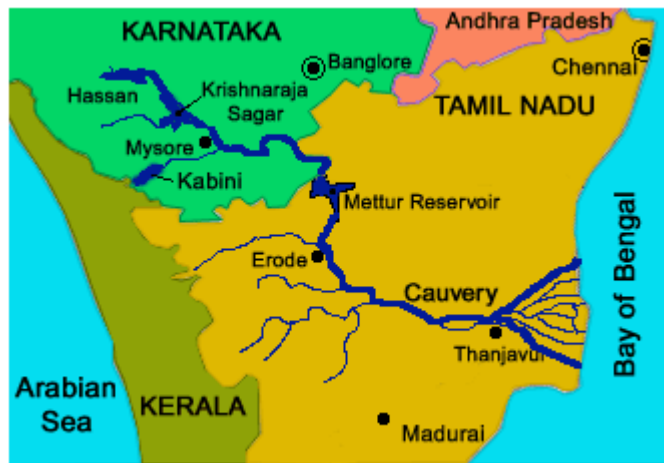 KARNATAKA
Andhra Pradesh
Banglore
Chennai
Hassan
Krishnaraja
Sagar
TAMIL NADU
Mysore
Kabini
Mettur Reservoir
Erode
Cauvery
Bay of Bengal
Thanjavur
Arabian
Sea
KERALA
Madurai